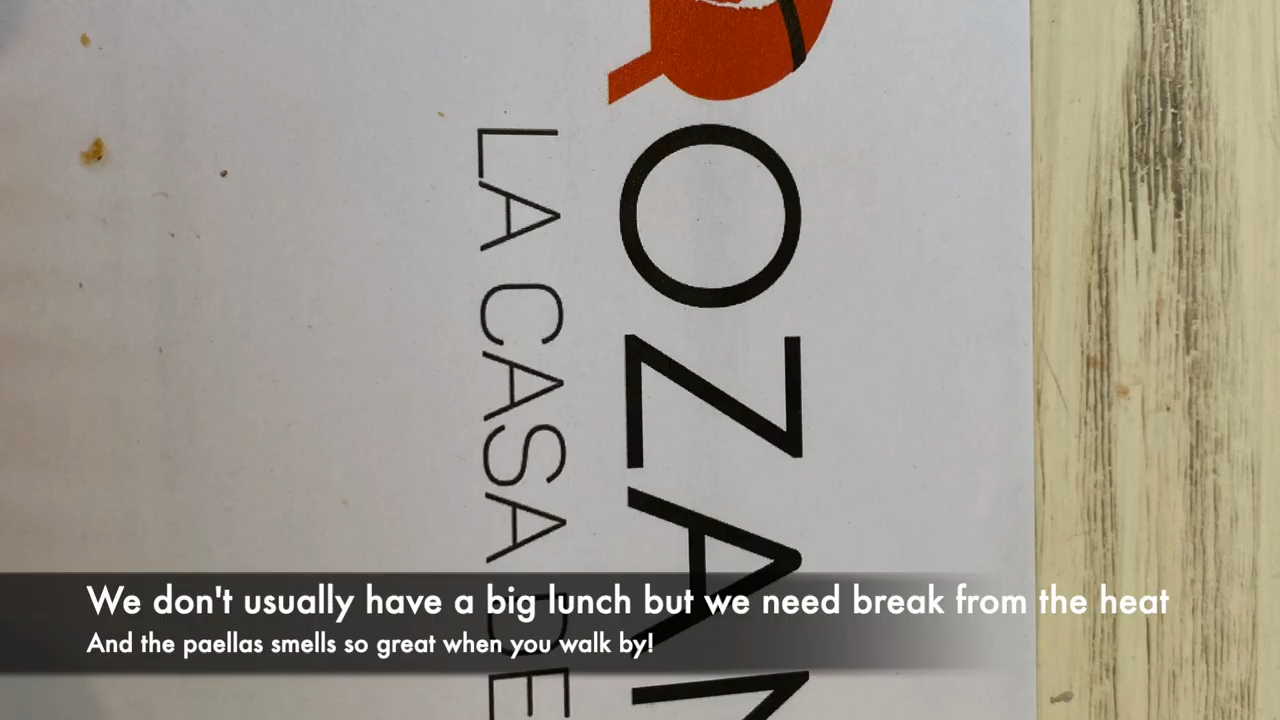 OZAN
LA CASA DE
We don't usually have a big lunch but we need break from the heat
And the paellas smells so great when you walk by!